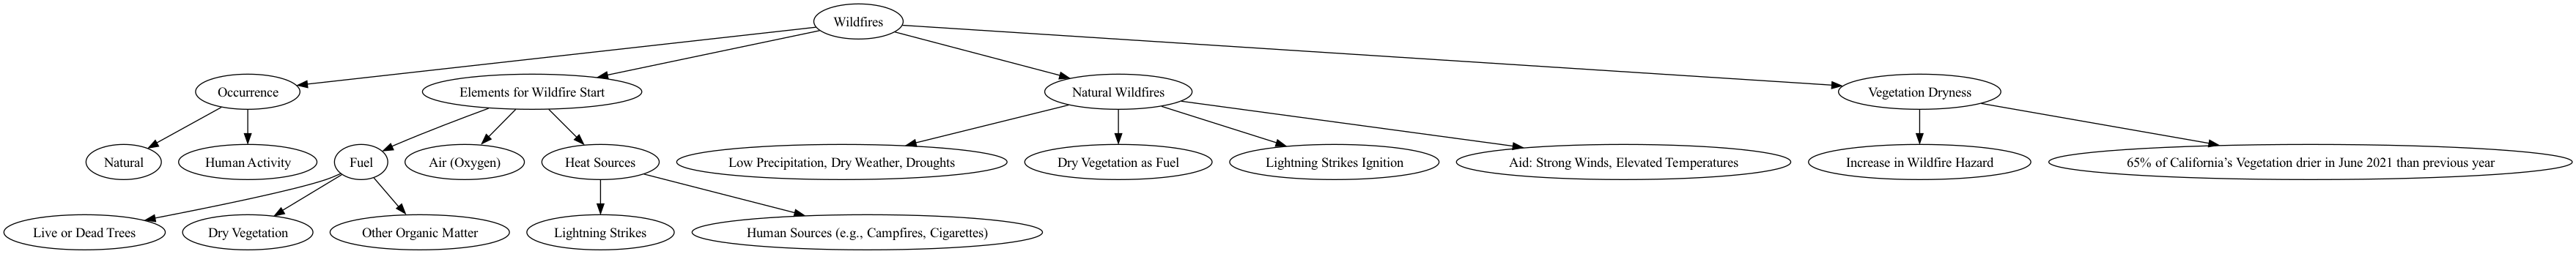 Wildfires
Occurrence
Elements for Wildfire Start
Natural Wildfires
Vegetation Dryness
Natural
Human Activity
Fuel
Air (Oxygen)
Heat Sources
Low Precipitation, Dry Weather, Droughts
Dry Vegetation as Fuel
Lightning Strikes Ignition
Aid: Strong Winds, Elevated Temperatures
Increase in Wildfire Hazard
65% of California’s Vegetation drier in June 2021 than previous year
Live or Dead Trees
Dry Vegetation
Other Organic Matter
Lightning Strikes
Human Sources (e.g., Campfires, Cigarettes)